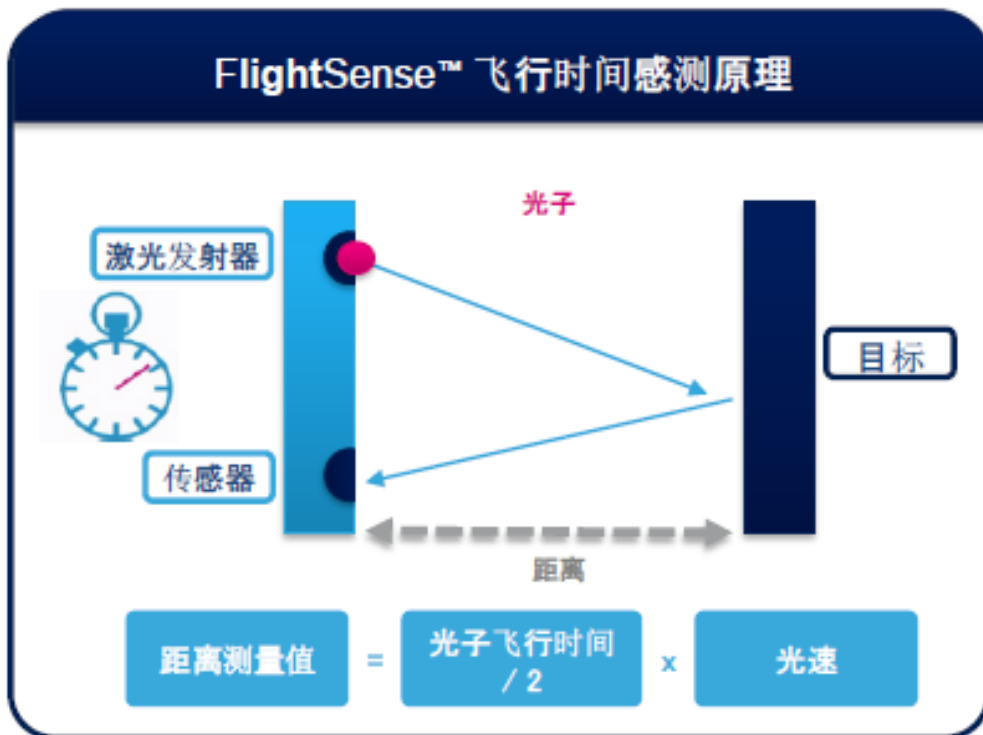 FlightSense™ 飞行时间感测原理
光子
激光发射器
目标
传感器
距离
距离测量值 = 光子飞行时间 / 2 x 光速